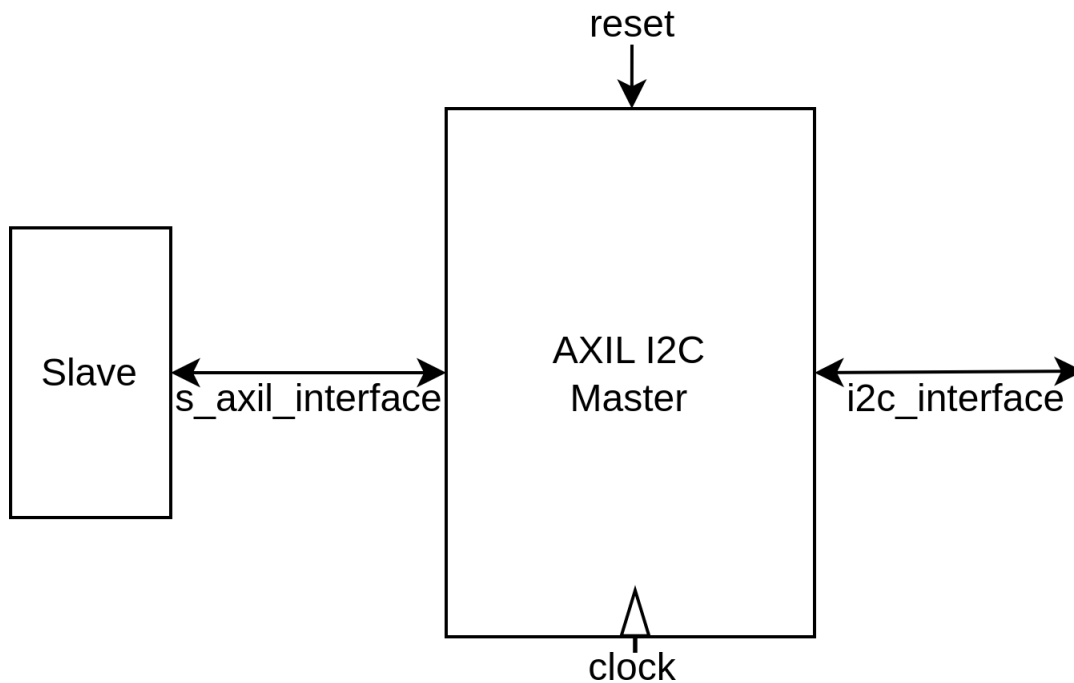 reset
Slave
s_axil_interface
AXIL I2C
Master
i2c_interface
clock